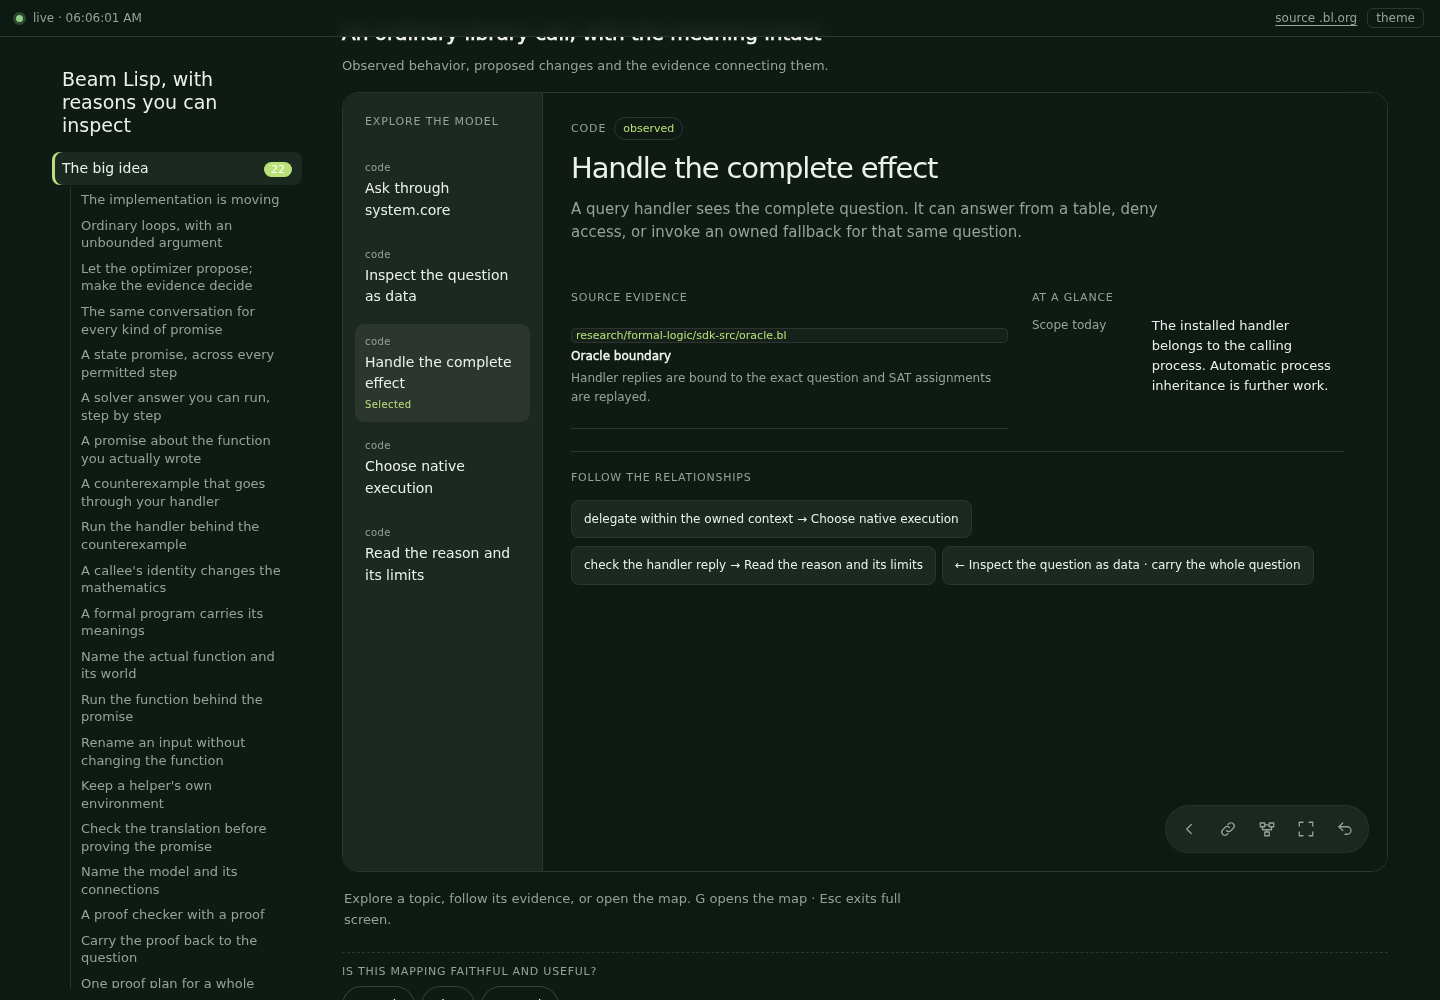 live · 06:06:01 AM
source .bl.org
theme
Beam Lisp, with
reasons you can
inspect
The big idea
22
The implementation is moving
Ordinary loops, with an
unbounded argument
Let the optimizer propose;
make the evidence decide
The same conversation for
every kind of promise
A state promise, across every
permitted step
A solver answer you can run,
step by step
A promise about the function
you actually wrote
A counterexample that goes
through your handler
Run the handler behind the
counterexample
A callee's identity changes the
mathematics
A formal program carries its
meanings
Name the actual function and
its world
Run the function behind the
promise
Rename an input without
changing the function
Keep a helper's own
environment
Check the translation before
proving the promise
Name the model and its
connections
A proof checker with a proof
Carry the proof back to the
question
One proof plan for a whole
An ordinary library call, with the meaning intact
Observed behavior, proposed changes and the evidence connecting them.
EXPLORE THE MODEL
code
Ask through
system.core
code
Inspect the question
as data
code
Handle the complete
effect
Selected
code
Choose native
execution
code
Read the reason and
its limits
CODE
observed
Handle the complete effect
A query handler sees the complete question. It can answer from a table, deny
access, or invoke an owned fallback for that same question.
SOURCE EVIDENCE
research/formal-logic/sdk-src/oracle.bl
Oracle boundary
Handler replies are bound to the exact question and SAT assignments
are replayed.
AT A GLANCE
Scope today
The installed handler
belongs to the calling
process. Automatic process
inheritance is further work.
FOLLOW THE RELATIONSHIPS
delegate within the owned context → Choose native execution
check the handler reply → Read the reason and its limits
← Inspect the question as data · carry the whole question
Explore a topic, follow its evidence, or open the map. G opens the map · Esc exits full
screen.
IS THIS MAPPING FAITHFUL AND USEFUL?